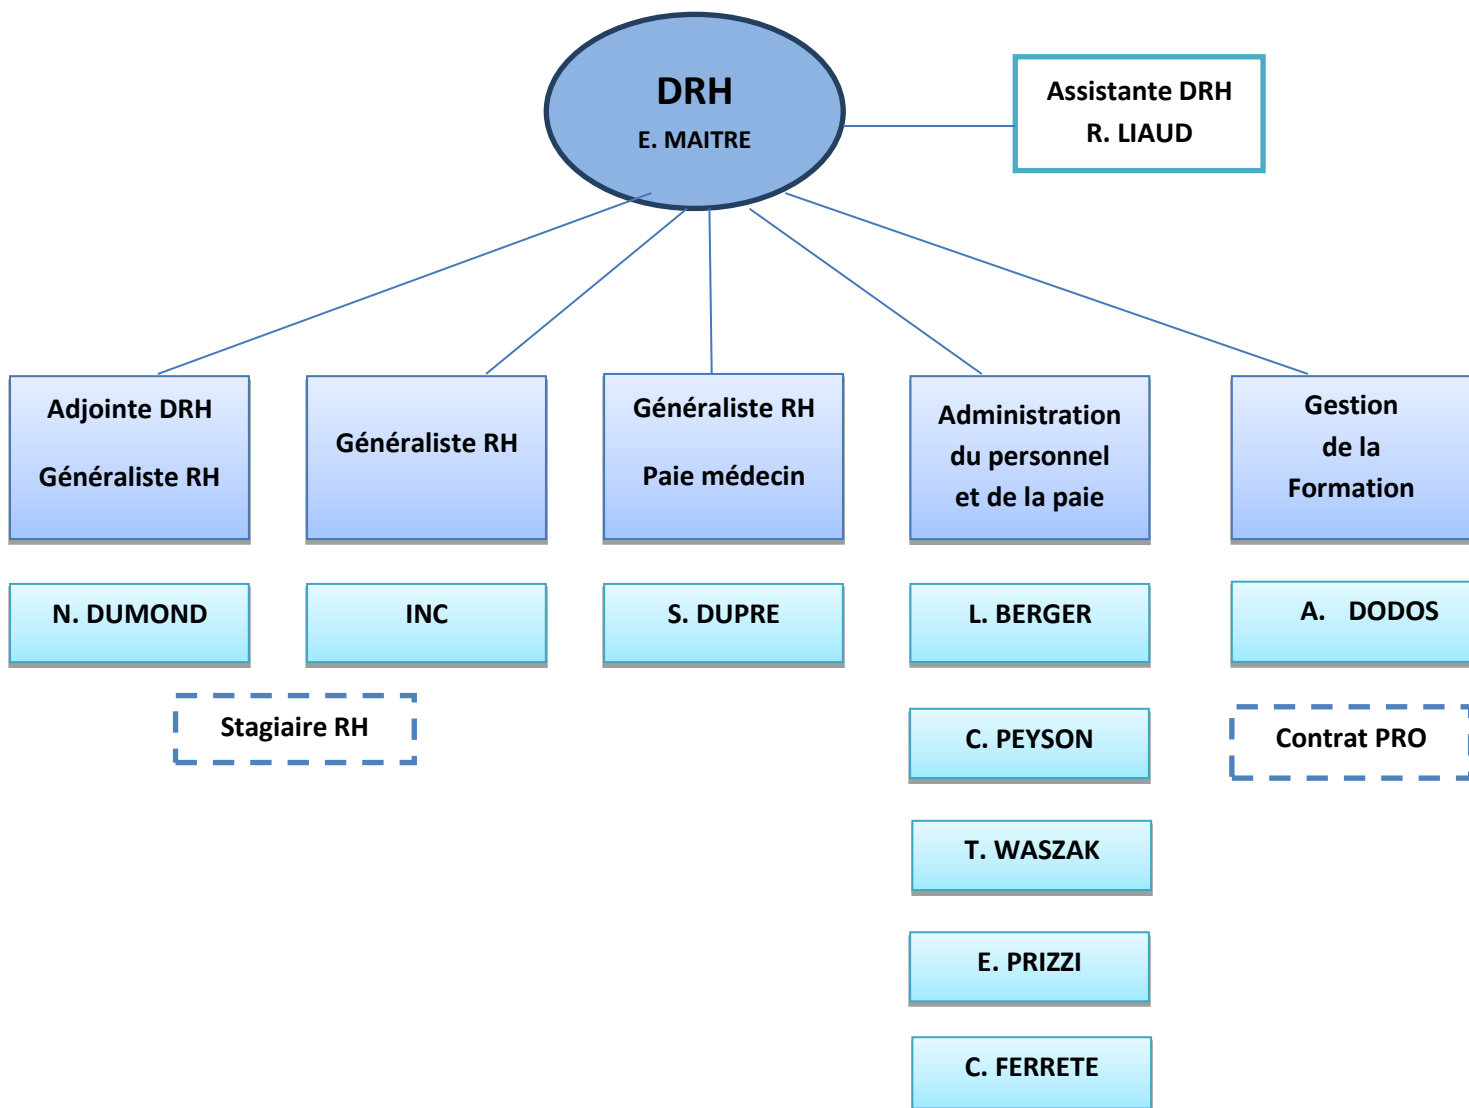 DRH
E. MAITRE
Assistante DRH
R. LIAUD
Adjointe DRH
Généraliste RH
Généraliste RH
Généraliste RH
Paie médecin
Administration
du personnel
et de la paie
Gestion
de la
Formation
N. DUMOND
INC
S. DUPRE
L. BERGER
A. DODOS
Stagiaire RH
C. PEYSON
Contrat PRO
T. WASZAK
E. PRIZZI
C. FERRETE